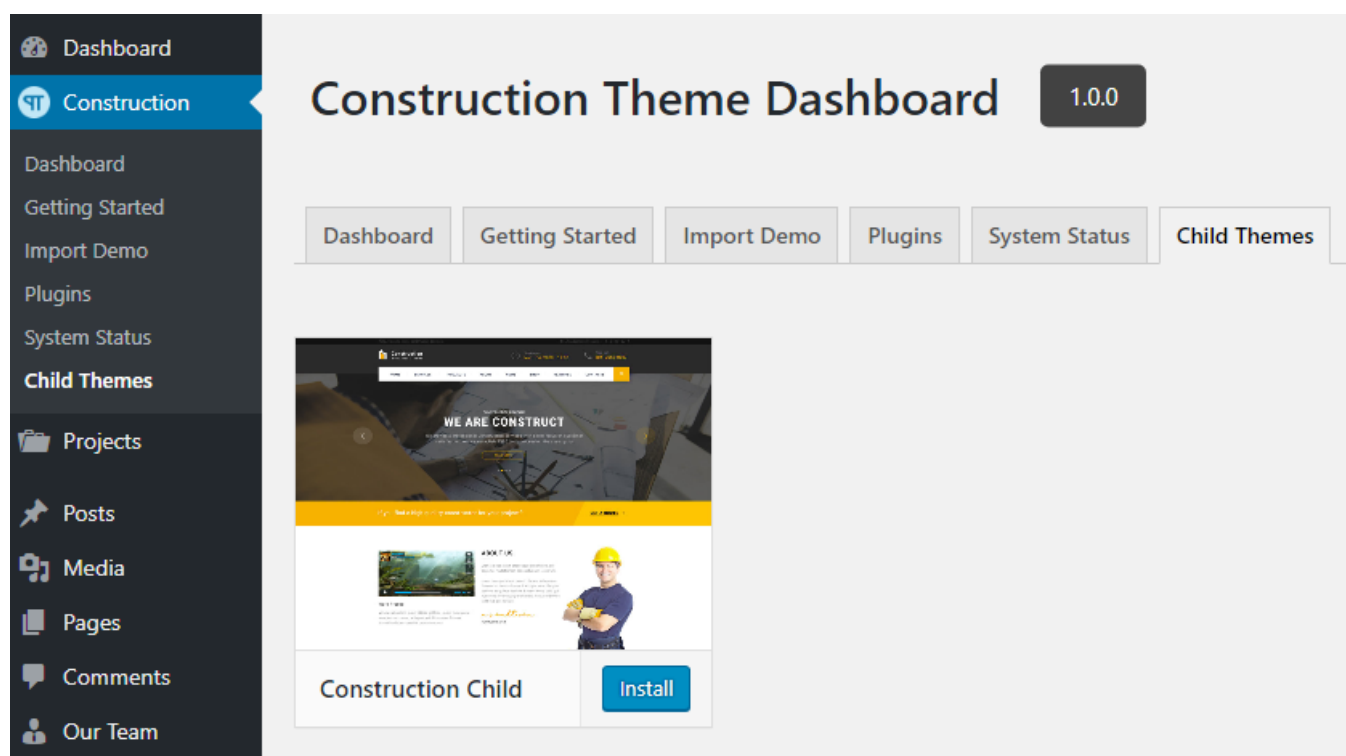 Dashboard
Construction
Dashboard
Getting Started
Import Demo
Plugins
System Status
Child Themes
Projects
Posts
Media
Pages
Comments
Our Team
Construction Theme Dashboard 1.0.0
Dashboard Getting Started Import Demo Plugins System Status Child Themes
WE ARE CONSTRUCT
ABOUT US
Construction Child Install